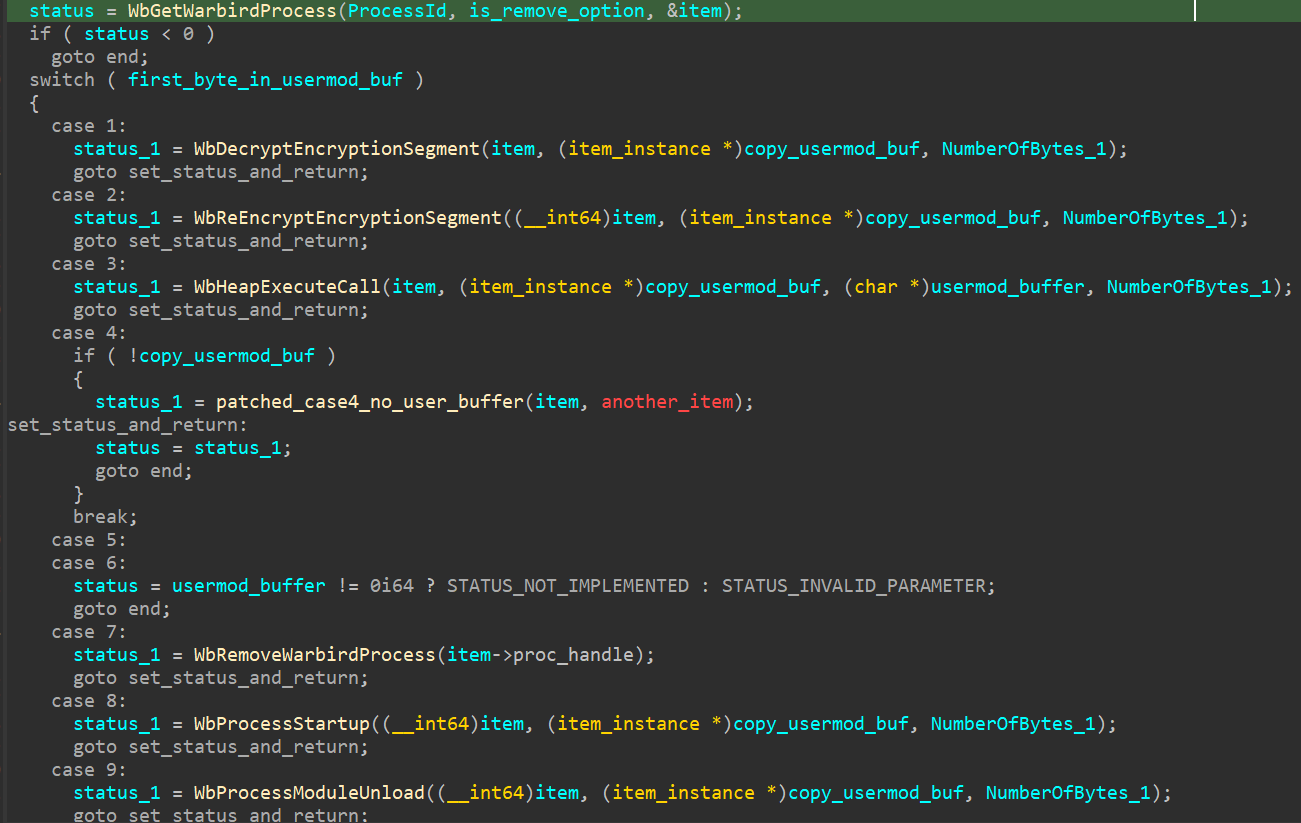 status = WbGetWarbirdProcess(ProcessId, is_remove_option, &item);
if ( status < 0 )
goto end;
switch ( first_byte_in_usermod_buf )
{
case 1:
status_1 = WbDecryptEncryptionSegment(item, (item_instance *)copy_usermod_buf, NumberOfBytes_1);
goto set_status_and_return;
case 2:
status_1 = WbReEncryptEncryptionSegment((__int64)item, (item_instance *)copy_usermod_buf, NumberOfBytes_1);
goto set_status_and_return;
case 3:
status_1 = WbHeapExecuteCall(item, (item_instance *)copy_usermod_buf, (char *)usermod_buffer, NumberOfBytes_1);
goto set_status_and_return;
case 4:
if ( !copy_usermod_buf )
{
status_1 = patched_case4_no_user_buffer(item, another_item);
set_status_and_return:
status = status_1;
goto end;
}
break;
case 5:
case 6:
status = usermod_buffer != 0i64 ? STATUS_NOT_IMPLEMENTED : STATUS_INVALID_PARAMETER;
goto end;
case 7:
status_1 = WbRemoveWarbirdProcess(item->proc_handle);
goto set_status_and_return;
case 8:
status_1 = WbProcessStartup((__int64)item, (item_instance *)copy_usermod_buf, NumberOfBytes_1);
goto set_status_and_return;
case 9:
status_1 = WbProcessModuleUnload((__int64)item, (item_instance *)copy_usermod_buf, NumberOfBytes_1);
goto set_status_and_return;